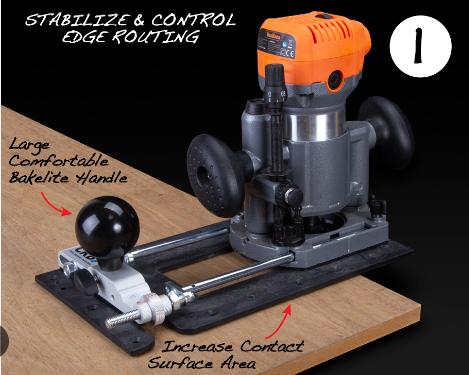 STABILIZE & CONTROL
EDGE ROUTING
1
Large
Comfortable
Bakelite Handle
Increase Contact
Surface Area